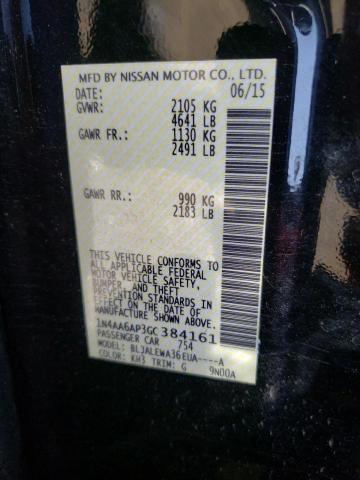 MFD BY NISSAN MOTOR CO., LTD.
DATE: 06/15
GVWR: 2105 KG
4641 LB
GAWR FR.: 1130 KG
2491 LB
GAWR RR.: 990 KG
2183 LB
THIS VEHICLE CONFORMS TO
ALL APPLICABLE FEDERAL
MOTOR VEHICLE SAFETY,
BUMPER, AND THEFT
PREVENTION STANDARDS IN
EFFECT ON THE DATE OF
MANUFACTURE SHOWN ABOVE.
1N4AA6AP3GC384161
PASSENGER CAR 754
MODEL: BLJALEWA36EUA----A
KH3 TRIM: G 9N00A